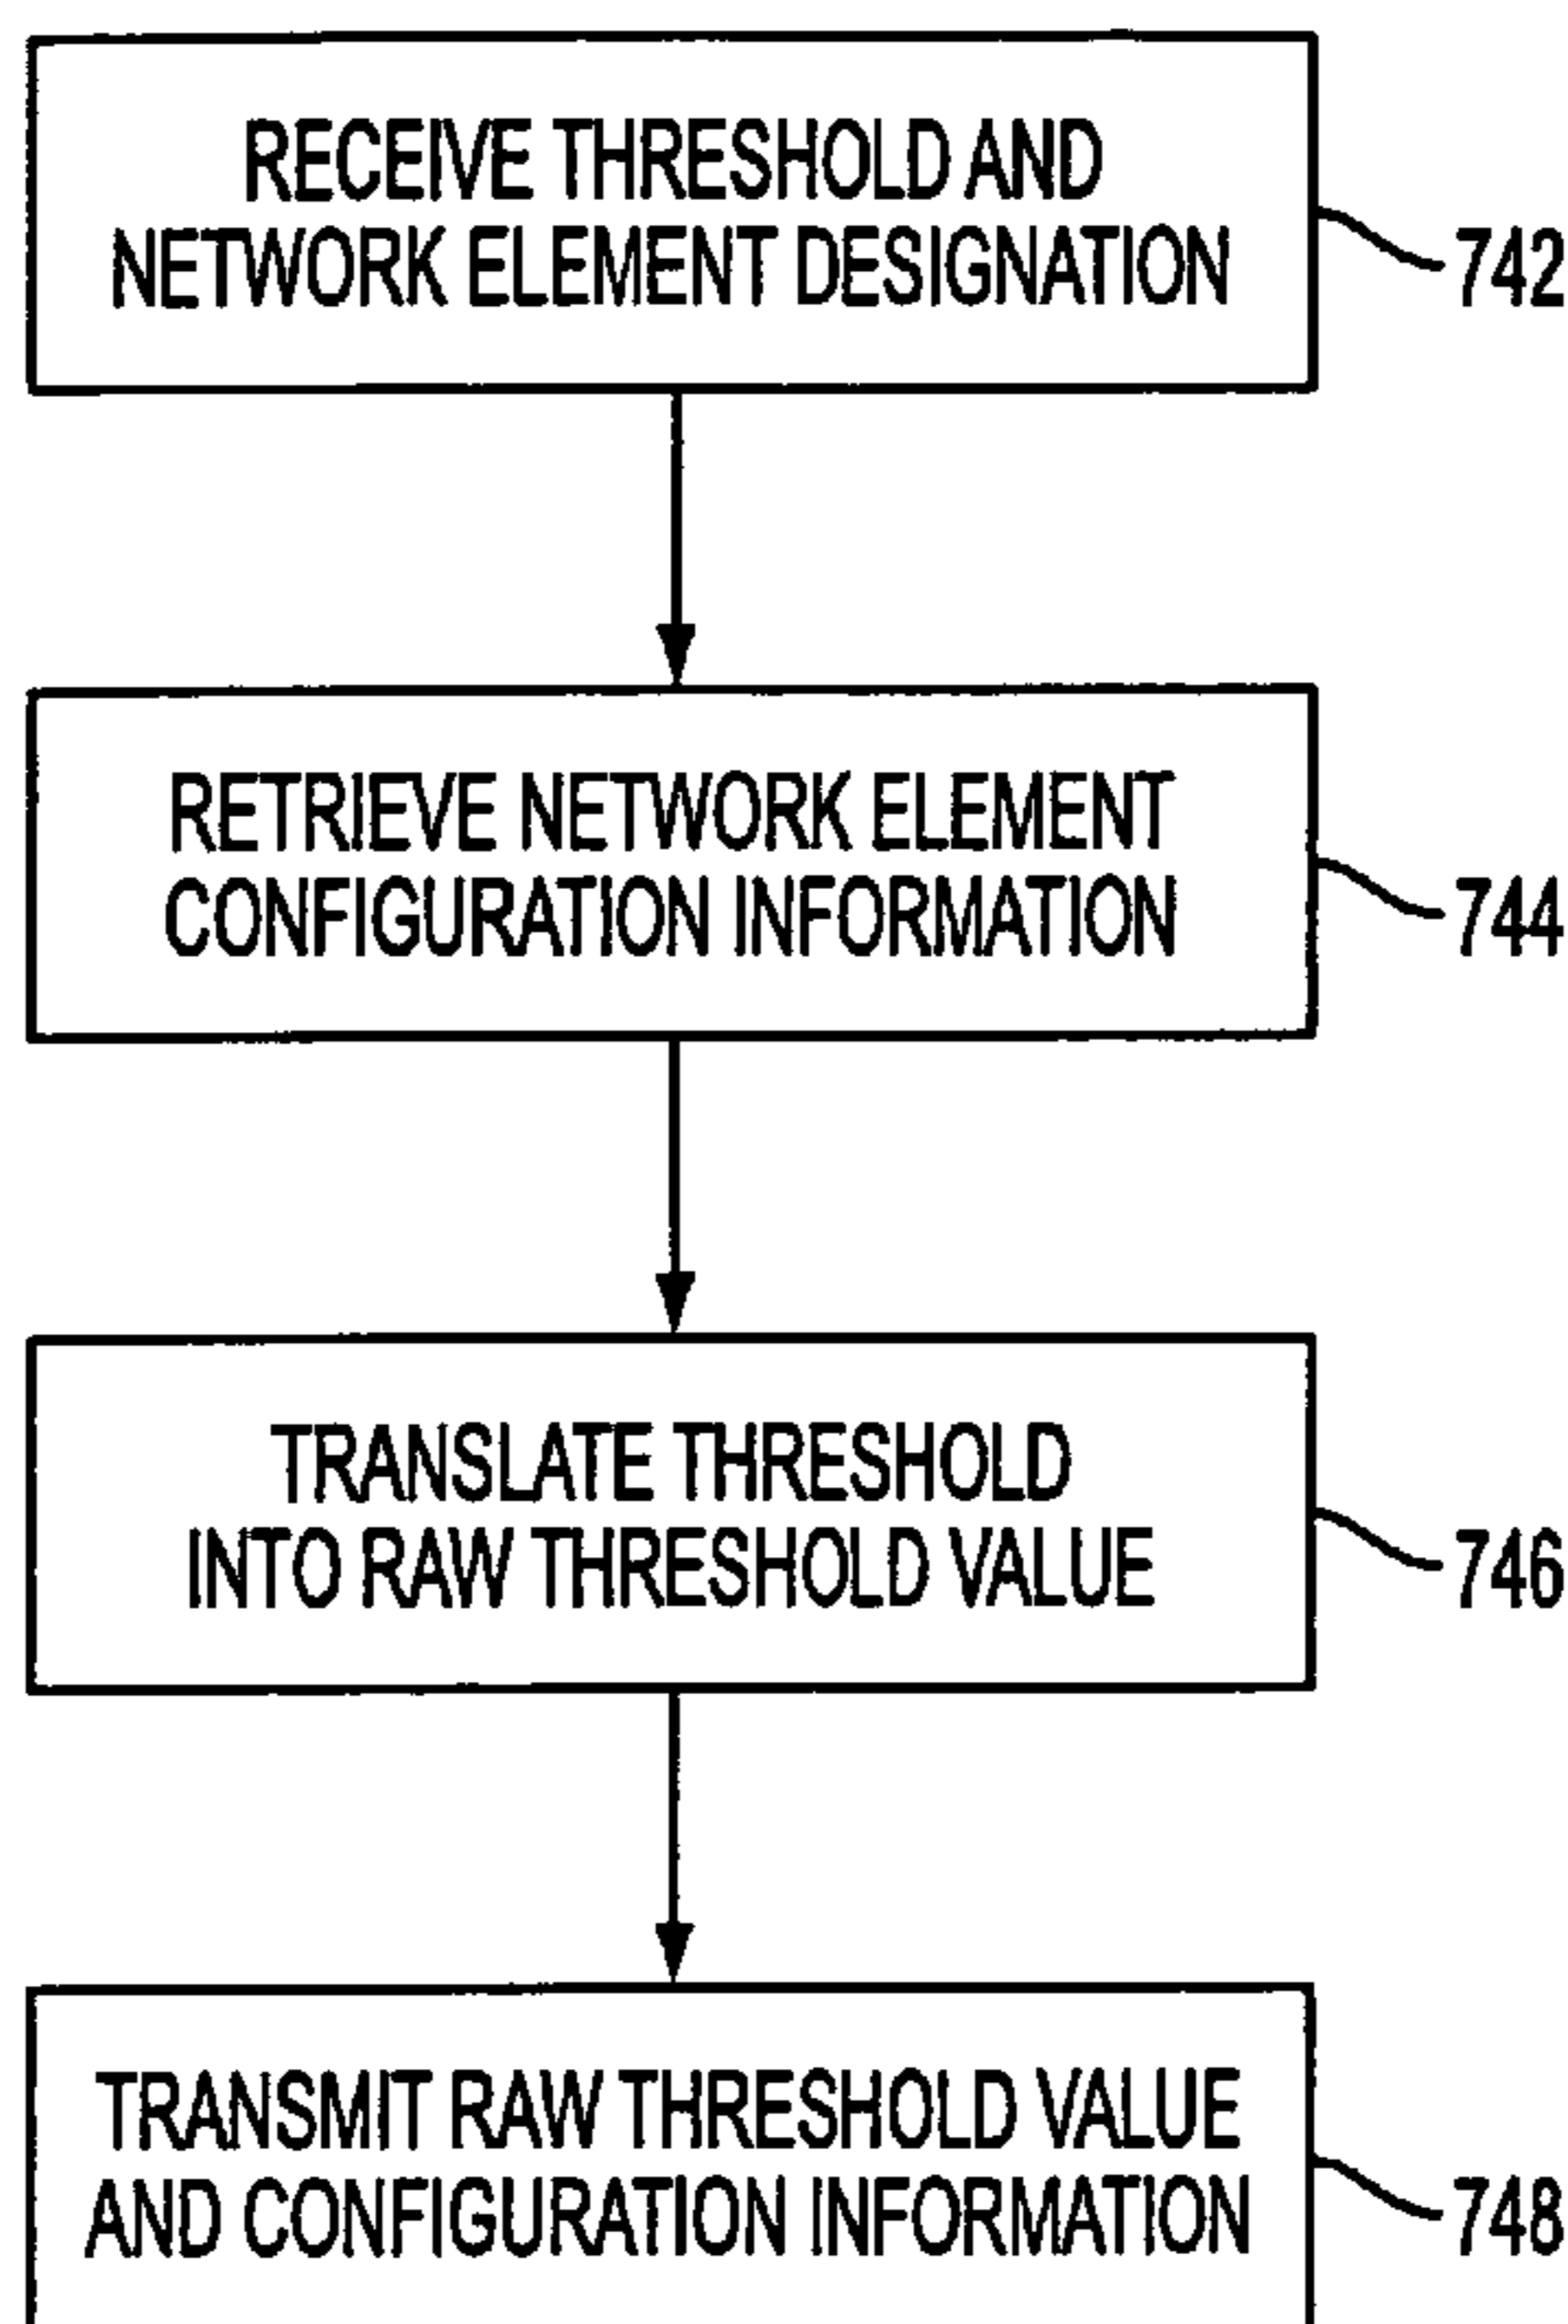 RECEIVE THRESHOLD AND
NETWORK ELEMENT DESIGNATION
742
RETRIEVE NETWORK ELEMENT
CONFIGURATION INFORMATION
744
TRANSLATE THRESHOLD
INTO RAW THRESHOLD VALUE
746
TRANSMIT RAW THRESHOLD VALUE
AND CONFIGURATION INFORMATION
748